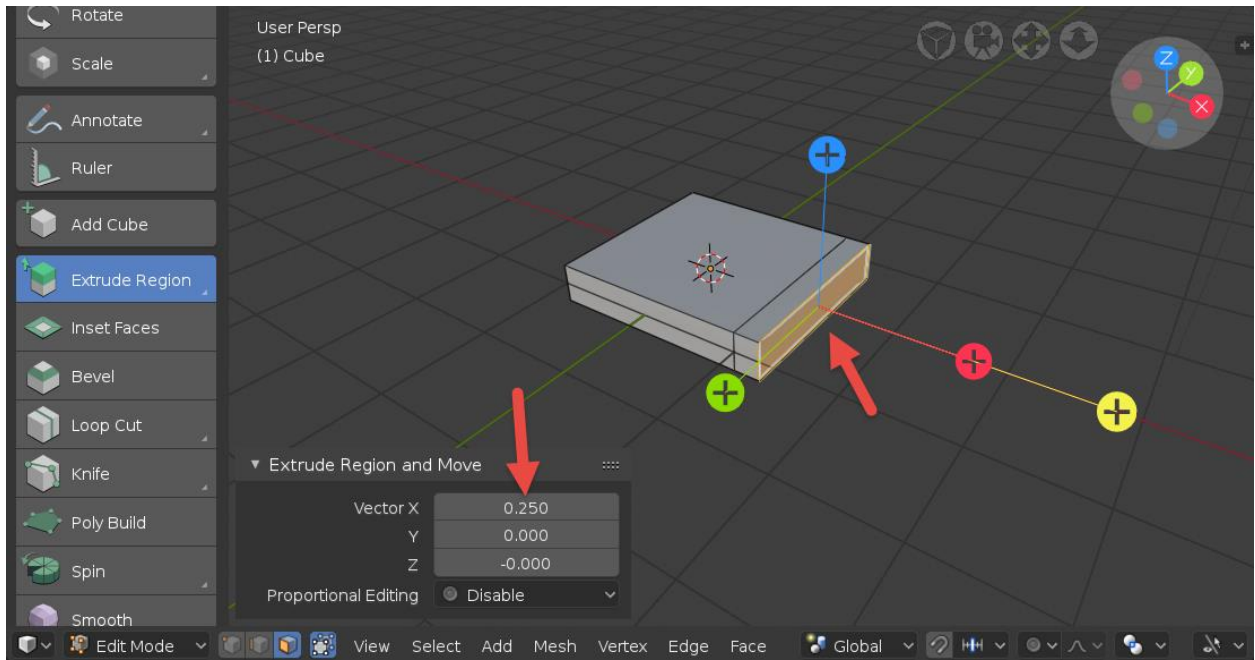 Rotate
Scale
Annotate
Ruler
Add Cube
Extrude Region
Inset Faces
Bevel
Loop Cut
Knife
Poly Build
Spin
Smooth
User Persp
(1) Cube
Z
Y
X
Extrude Region and Move
Vector X 0.250
Y 0.000
Z -0.000
Proportional Editing Disable
Edit Mode View Select Add Mesh Vertex Edge Face Global